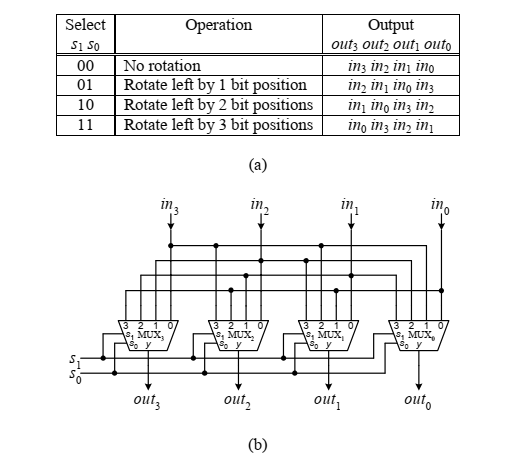 Select Operation Output
s1 s0 out3 out2 out1 out0
00 No rotation in3 in2 in1 in0
01 Rotate left by 1 bit position in2 in1 in0 in3
10 Rotate left by 2 bit positions in1 in0 in3 in2
11 Rotate left by 3 bit positions in0 in3 in2 in1
(a)
in3 in2 in1 in0
3 2 1 0 3 2 1 0 3 2 1 0 3 2 1 0
s1 MUX3 s1 MUX2 s1 MUX1 s1 MUX0
s0 y s0 y s0 y s0 y
s1
s0
out3 out2 out1 out0
(b)